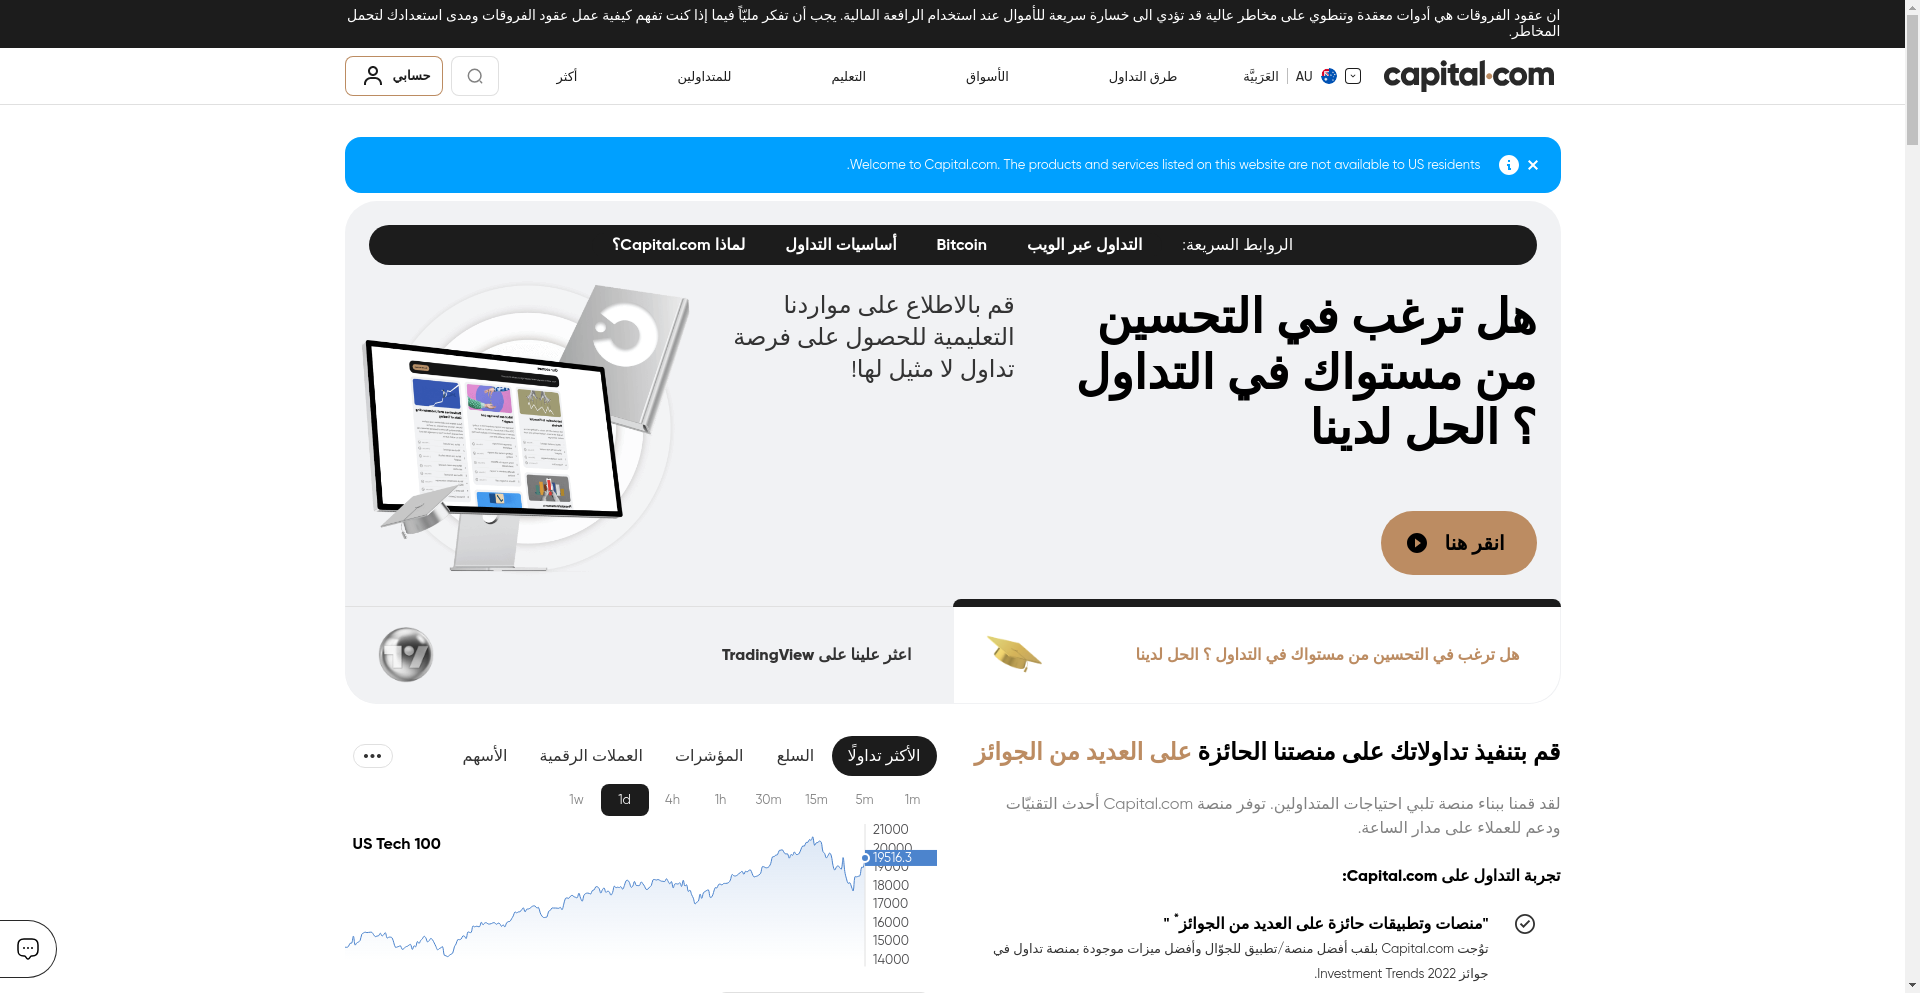 ان عقود الفروقات هي أدوات معقدة وتنطوي على مخاطر عالية قد تؤدي الى خسارة سريعة للأموال عند استخدام الرافعة المالية. يجب أن تفكر مليّاً فيما إذا كنت تفهم كيفية عمل عقود الفروقات ومدى استعدادك لتحمل
المخاطر.
capital.com
AU العَرَبيَّة
طرق التداول
الأسواق
التعليم
للمتداولين
أكثر
حسابي
Welcome to Capital.com. The products and services listed on this website are not available to US residents.
الروابط السريعة: التداول عبر الويب Bitcoin أساسيات التداول لماذا Capital.com؟
هل ترغب في التحسين
من مستواك في التداول
؟ الحل لدينا
قم بالاطلاع على مواردنا
التعليمية للحصول على فرصة
تداول لا مثيل لها!
انقر هنا
هل ترغب في التحسين من مستواك في التداول ؟ الحل لدينا
اعثر علينا على TradingView
قم بتنفيذ تداولاتك على منصتنا الحائزة على العديد من الجوائز
لقد قمنا ببناء منصة تلبي احتياجات المتداولين. توفر منصة Capital.com أحدث التقنيّات
ودعم للعملاء على مدار الساعة.
تجربة التداول على Capital.com:
"منصات وتطبيقات حائزة على العديد من الجوائز* "
توُجت Capital.com بلقب أفضل منصة/تطبيق للجوّال وأفضل ميزات موجودة بمنصة تداول في
جوائز Investment Trends 2022.
الأكثر تداولًا السلع المؤشرات العملات الرقمية الأسهم
1m 5m 15m 30m 1h 4h 1d 1w
US Tech 100
21000
20000
19516.3
19000
18000
17000
16000
15000
14000